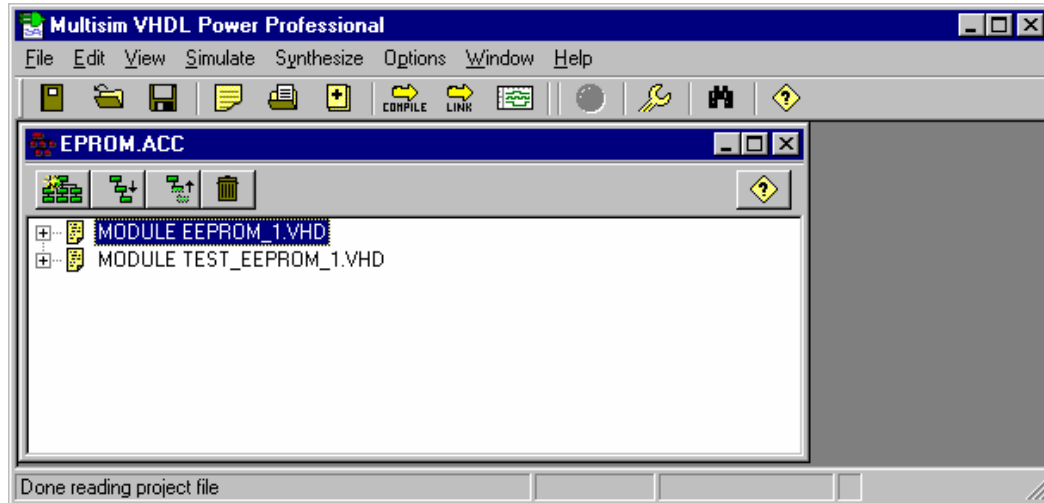 Multisim VHDL Power Professional
File Edit View Simulate Synthesize Options Window Help
COMPILE LINK
EPROM.ACC
MODULE EEPROM_1.VHD
MODULE TEST_EEPROM_1.VHD
Done reading project file